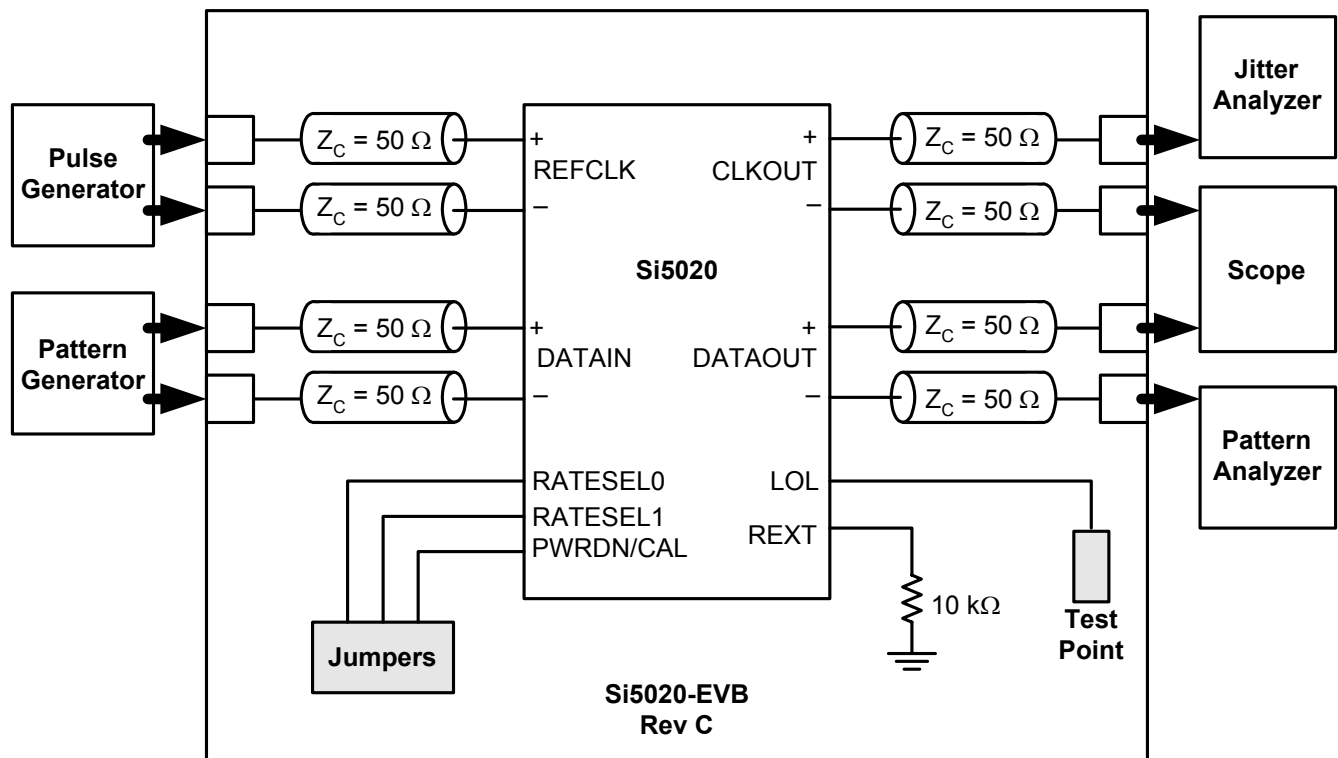 Jitter
Analyzer
Pulse
Generator
Z_C = 50 Ω
Z_C = 50 Ω
+
REFCLK
−
+
CLKOUT
−
Z_C = 50 Ω
Z_C = 50 Ω
Si5020
Scope
Pattern
Generator
Z_C = 50 Ω
Z_C = 50 Ω
+
DATAIN
−
+
DATAOUT
−
Z_C = 50 Ω
Z_C = 50 Ω
Pattern
Analyzer
RATESEL0
RATESEL1
PWRDN/CAL
LOL
REXT
10 kΩ
Test
Point
Jumpers
Si5020-EVB
Rev C